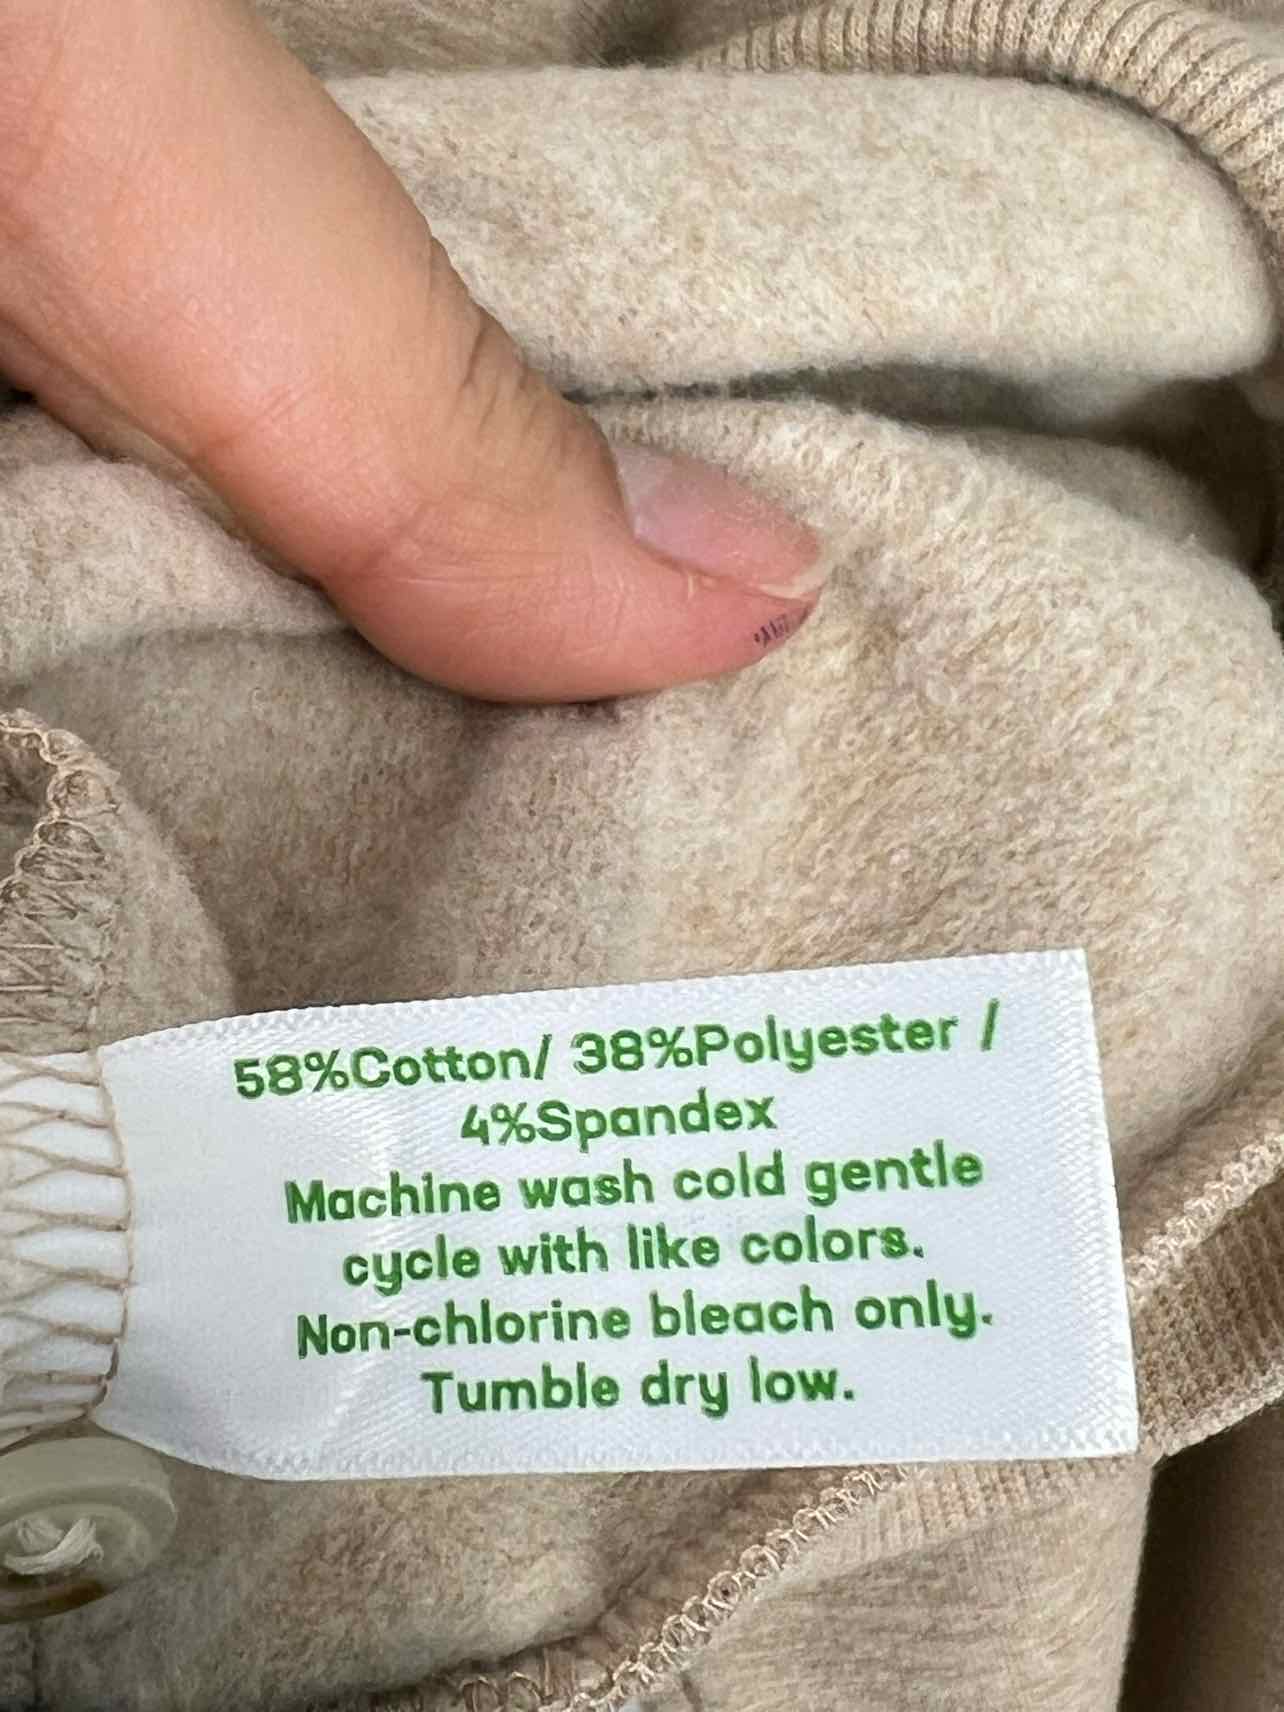 58%Cotton/ 38%Polyester /
4%Spandex
Machine wash cold gentle
cycle with like colors.
Non-chlorine bleach only.
Tumble dry low.